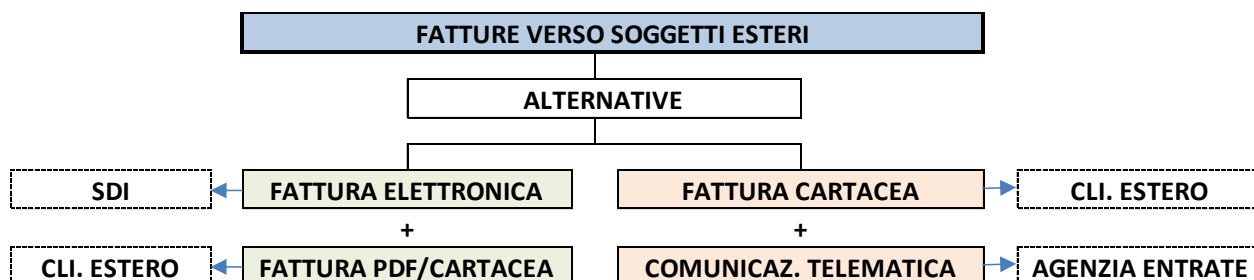 FATTURE VERSO SOGGETTI ESTERI
ALTERNATIVE
SDI FATTURA ELETTRONICA FATTURA CARTACEA CLI. ESTERO
+ +
CLI. ESTERO FATTURA PDF/CARTACEA COMUNICAZ. TELEMATICA AGENZIA ENTRATE